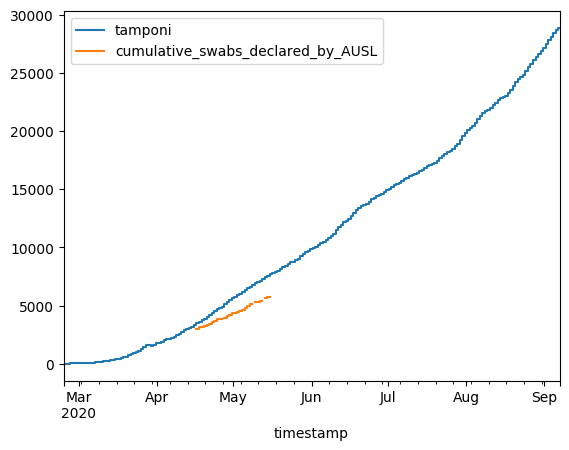 tamponi
cumulative_swabs_declared_by_AUSL
30000
25000
20000
15000
10000
5000
0
Mar Apr May Jun Jul Aug Sep
2020
timestamp